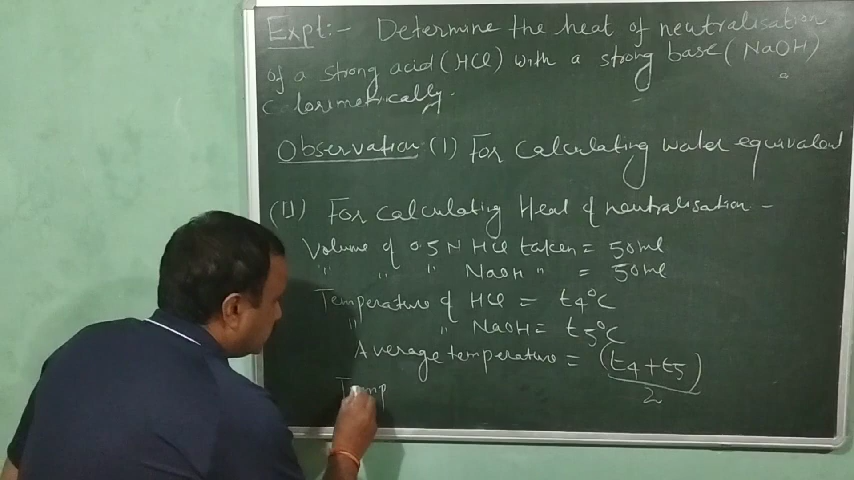 Expt:- Determine the heat of neutralisation
of a strong acid (HCl) with a strong base (NaOH)
Calorimetrically.
Observation (I) For calculating water equivalent
(II) For calculating Heat of neutralisation -
Volume of 0.5 N HCl taken = 50 ml
" " " NaOH " = 50 ml
Temperature of HCl = t4°C
" " NaOH = t5°C
Average temperature = (t4+t5)
2
Temp